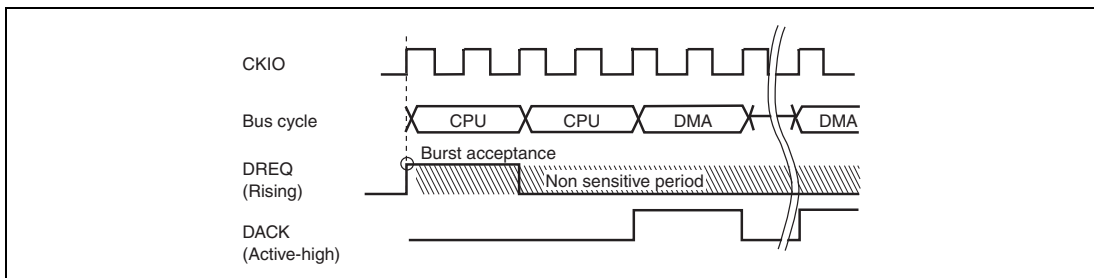 CKIO
Bus cycle
CPU
CPU
DMA
DMA
DREQ
(Rising)
Burst acceptance
Non sensitive period
DACK
(Active-high)